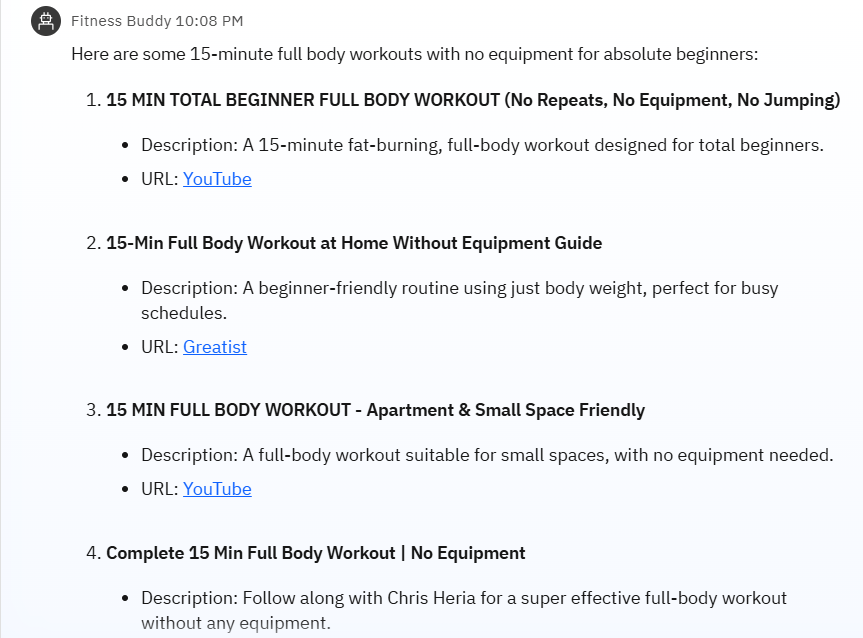 Fitness Buddy 10:08 PM
Here are some 15-minute full body workouts with no equipment for absolute beginners:
1. 15 MIN TOTAL BEGINNER FULL BODY WORKOUT (No Repeats, No Equipment, No Jumping)
• Description: A 15-minute fat-burning, full-body workout designed for total beginners.
• URL: YouTube
2. 15-Min Full Body Workout at Home Without Equipment Guide
• Description: A beginner-friendly routine using just body weight, perfect for busy
schedules.
• URL: Greatist
3. 15 MIN FULL BODY WORKOUT - Apartment & Small Space Friendly
• Description: A full-body workout suitable for small spaces, with no equipment needed.
• URL: YouTube
4. Complete 15 Min Full Body Workout | No Equipment
• Description: Follow along with Chris Heria for a super effective full-body workout
without any equipment.